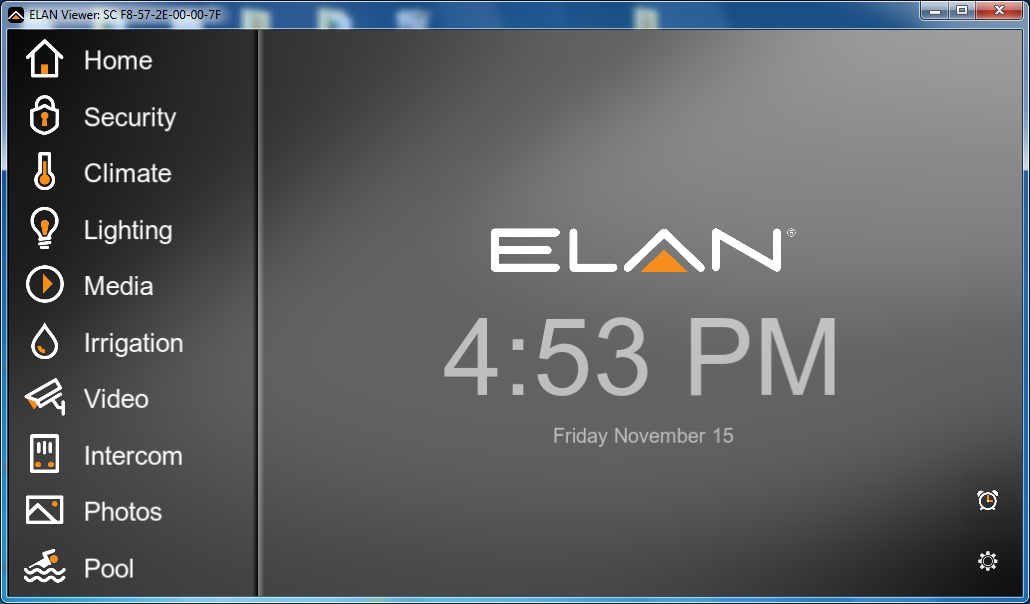 ELAN Viewer: SC F8-57-2E-00-00-7F
Home
Security
Climate
Lighting
Media
Irrigation
Video
Intercom
Photos
Pool
ELAN®
4:53 PM
Friday November 15